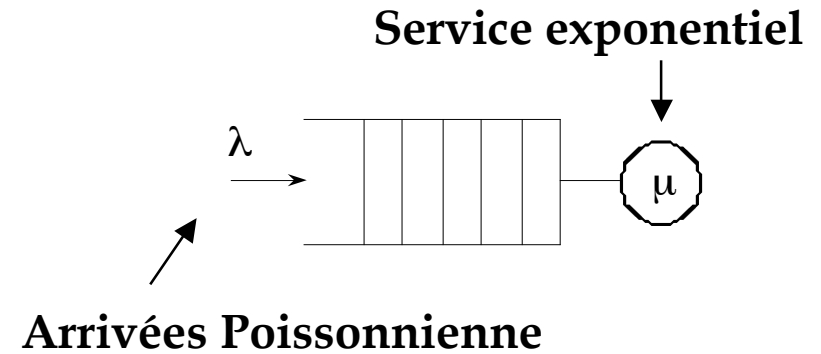 Service exponentiel
λ
μ
Arrivées Poissonnienne